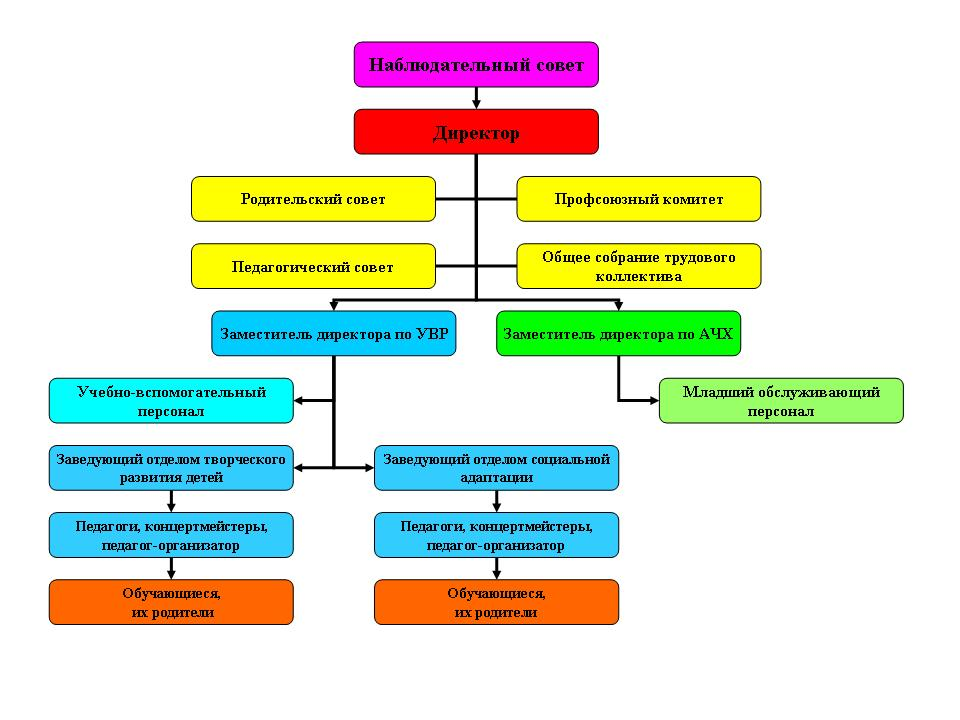 Наблюдательный совет
Директор
Родительский совет
Профсоюзный комитет
Педагогический совет
Общее собрание трудового
коллектива
Заместитель директора по УВР
Заместитель директора по АЧХ
Учебно-вспомогательный
персонал
Младший обслуживающий
персонал
Заведующий отделом творческого
развития детей
Заведующий отделом социальной
адаптации
Педагоги, концертмейстеры,
педагог-организатор
Педагоги, концертмейстеры,
педагог-организатор
Обучающиеся,
их родители
Обучающиеся,
их родители